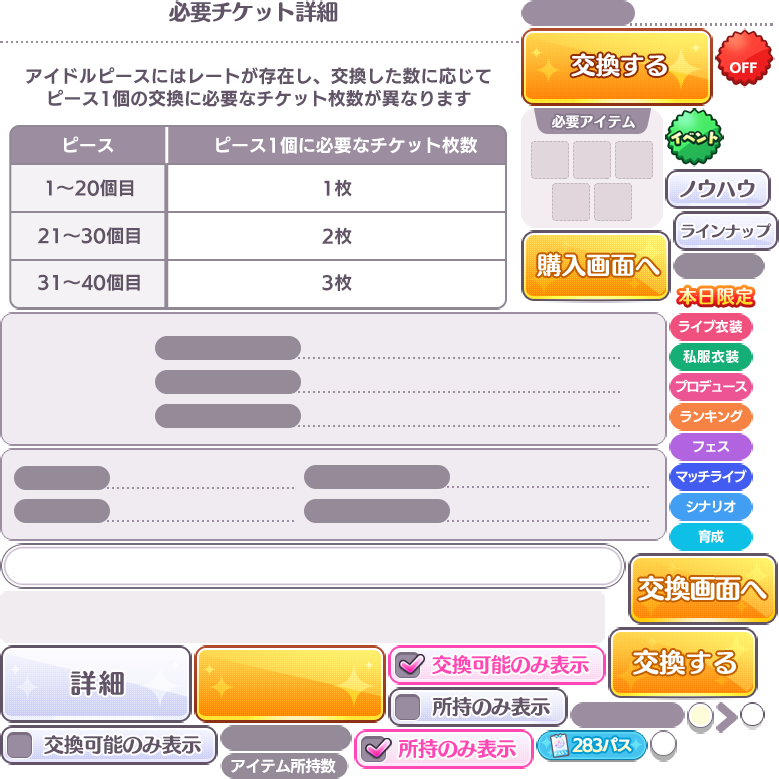 必要チケット詳細
アイドルピースにはレートが存在し、交換した数に応じて
ピース1個の交換に必要なチケット枚数が異なります
ピース ピース1個に必要なチケット枚数
1〜20個目 1枚
21〜30個目 2枚
31〜40個目 3枚
交換する
OFF
必要アイテム
イベント
ノウハウ
ラインナップ
購入画面へ
本日限定
ライブ衣装
私服衣装
プロデュース
ランキング
フェス
マッチライブ
シナリオ
育成
交換画面へ
詳細
交換可能のみ表示
交換する
所持のみ表示
交換可能のみ表示
アイテム所持数
所持のみ表示
283パス